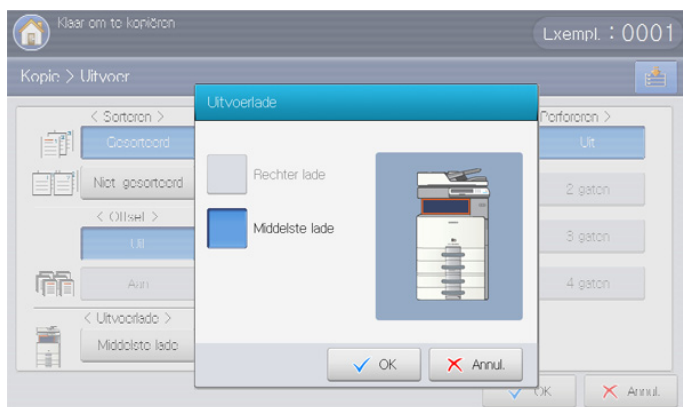 Klaar om te kopiëren
Exempl. : 0001
Kopie > Uitvoer
< Sorteren >
Gesorteerd
Niet gesorteerd
< Offset >
Uit
Aan
< Uitvoerlade >
Middelste lade
Uitvoerlade
Rechter lade
Middelste lade
OK
Annul.
Perforeren >
Uit
2 gaten
3 gaten
4 gaten
OK
Annul.